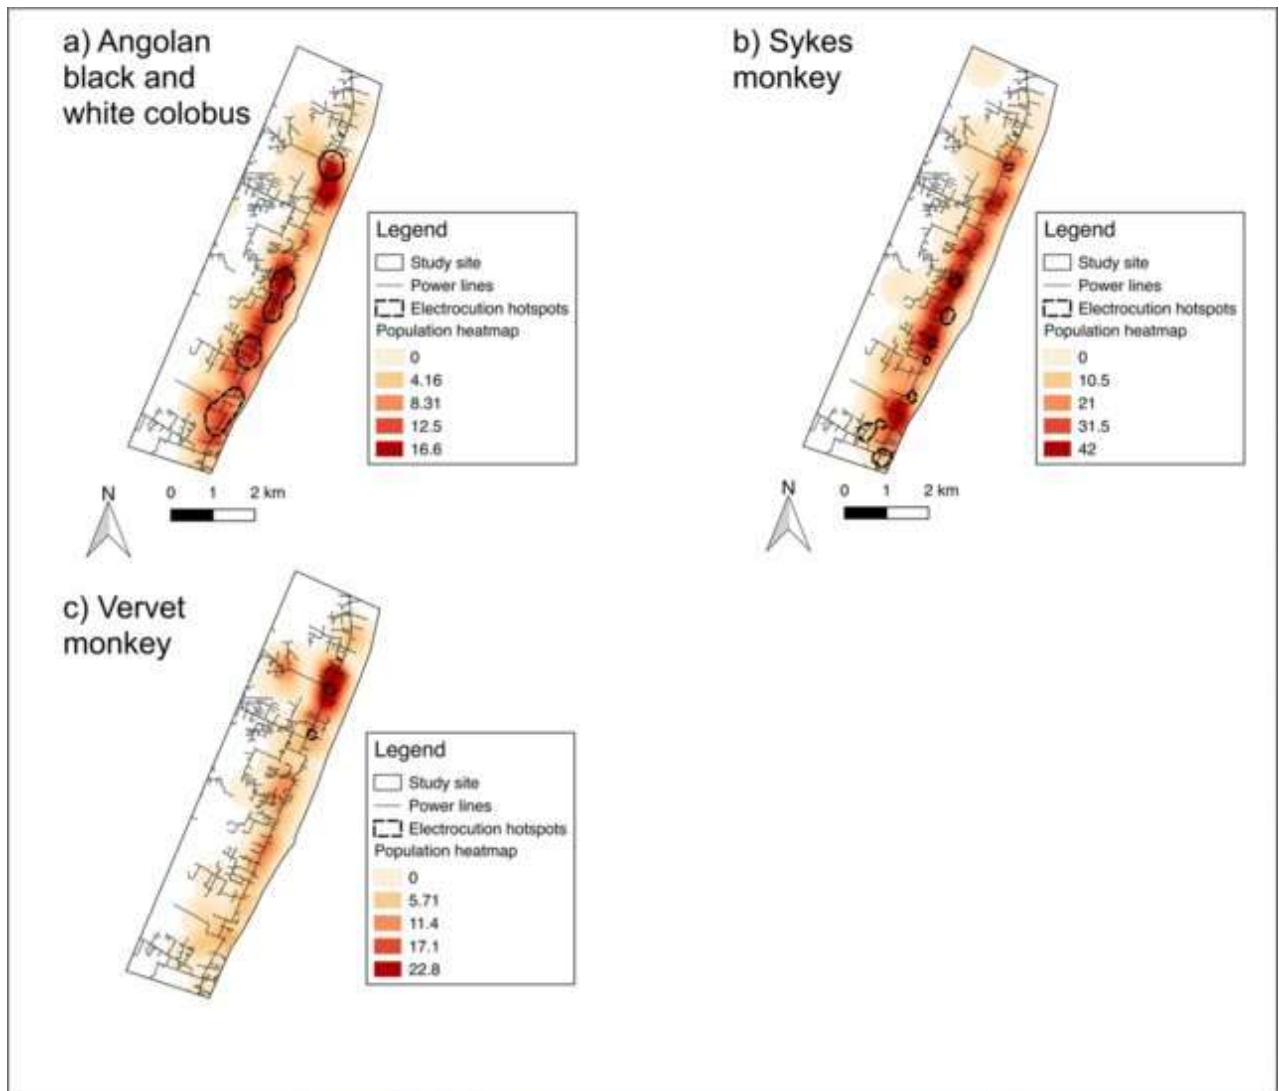 a) Angolan
black and
white colobus
Legend
Study site
Power lines
Electrocution hotspots
Population heatmap
0
4.16
8.31
12.5
16.6
N
0 1 2 km
b) Sykes
monkey
Legend
Study site
Power lines
Electrocution hotspots
Population heatmap
0
10.5
21
31.5
42
N
0 1 2 km
c) Vervet
monkey
Legend
Study site
Power lines
Electrocution hotspots
Population heatmap
0
5.71
11.4
17.1
22.8